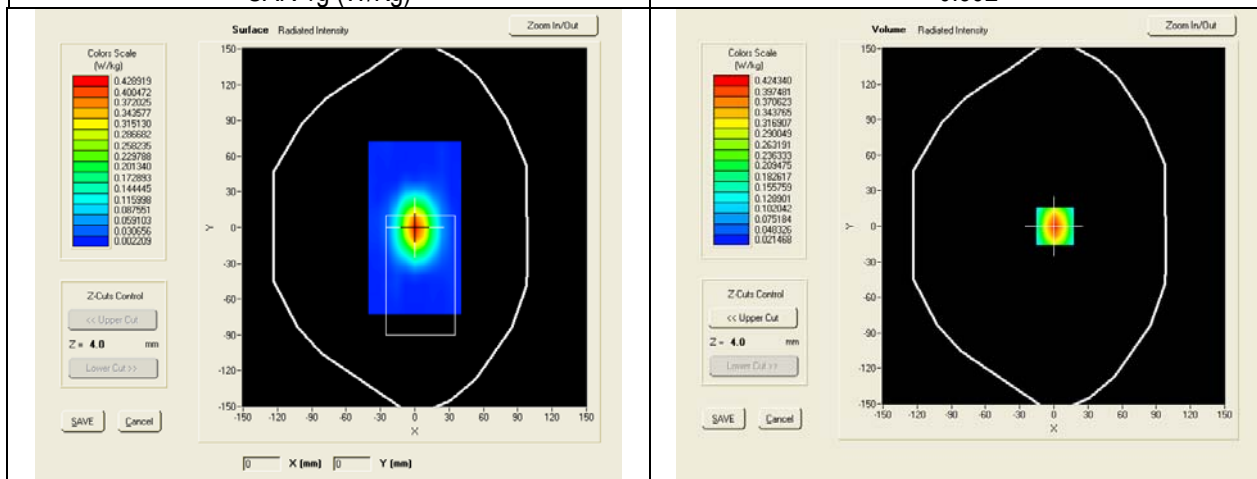 Surface Radiated Intensity
Zoom In/Out
Colors Scale
(W/kg)
0.428919
0.400472
0.372025
0.343577
0.315130
0.286682
0.258235
0.229788
0.201340
0.172893
0.144445
0.115998
0.087551
0.059103
0.030656
0.002209
Z-Cuts Control
<< Upper Cut
Z = 4.0 mm
Lower Cut >>
SAVE
Cancel
150
120
90
60
30
0
-30
-60
-90
-120
-150
Y
-150 -120 -90 -60 -30 0 30 60 90 120 150
X
0 X (mm) 0 Y (mm)
Volume Radiated Intensity
Zoom In/Out
Colors Scale
(W/kg)
0.424340
0.397481
0.370623
0.343765
0.316907
0.290049
0.263191
0.236333
0.209475
0.182617
0.155759
0.128901
0.102042
0.075184
0.048326
0.021468
Z-Cuts Control
<< Upper Cut
Z = 4.0 mm
Lower Cut >>
SAVE
Cancel
150
120
90
60
30
0
-30
-60
-90
-120
-150
Y
-150 -120 -90 -60 -30 0 30 60 90 120 150
X